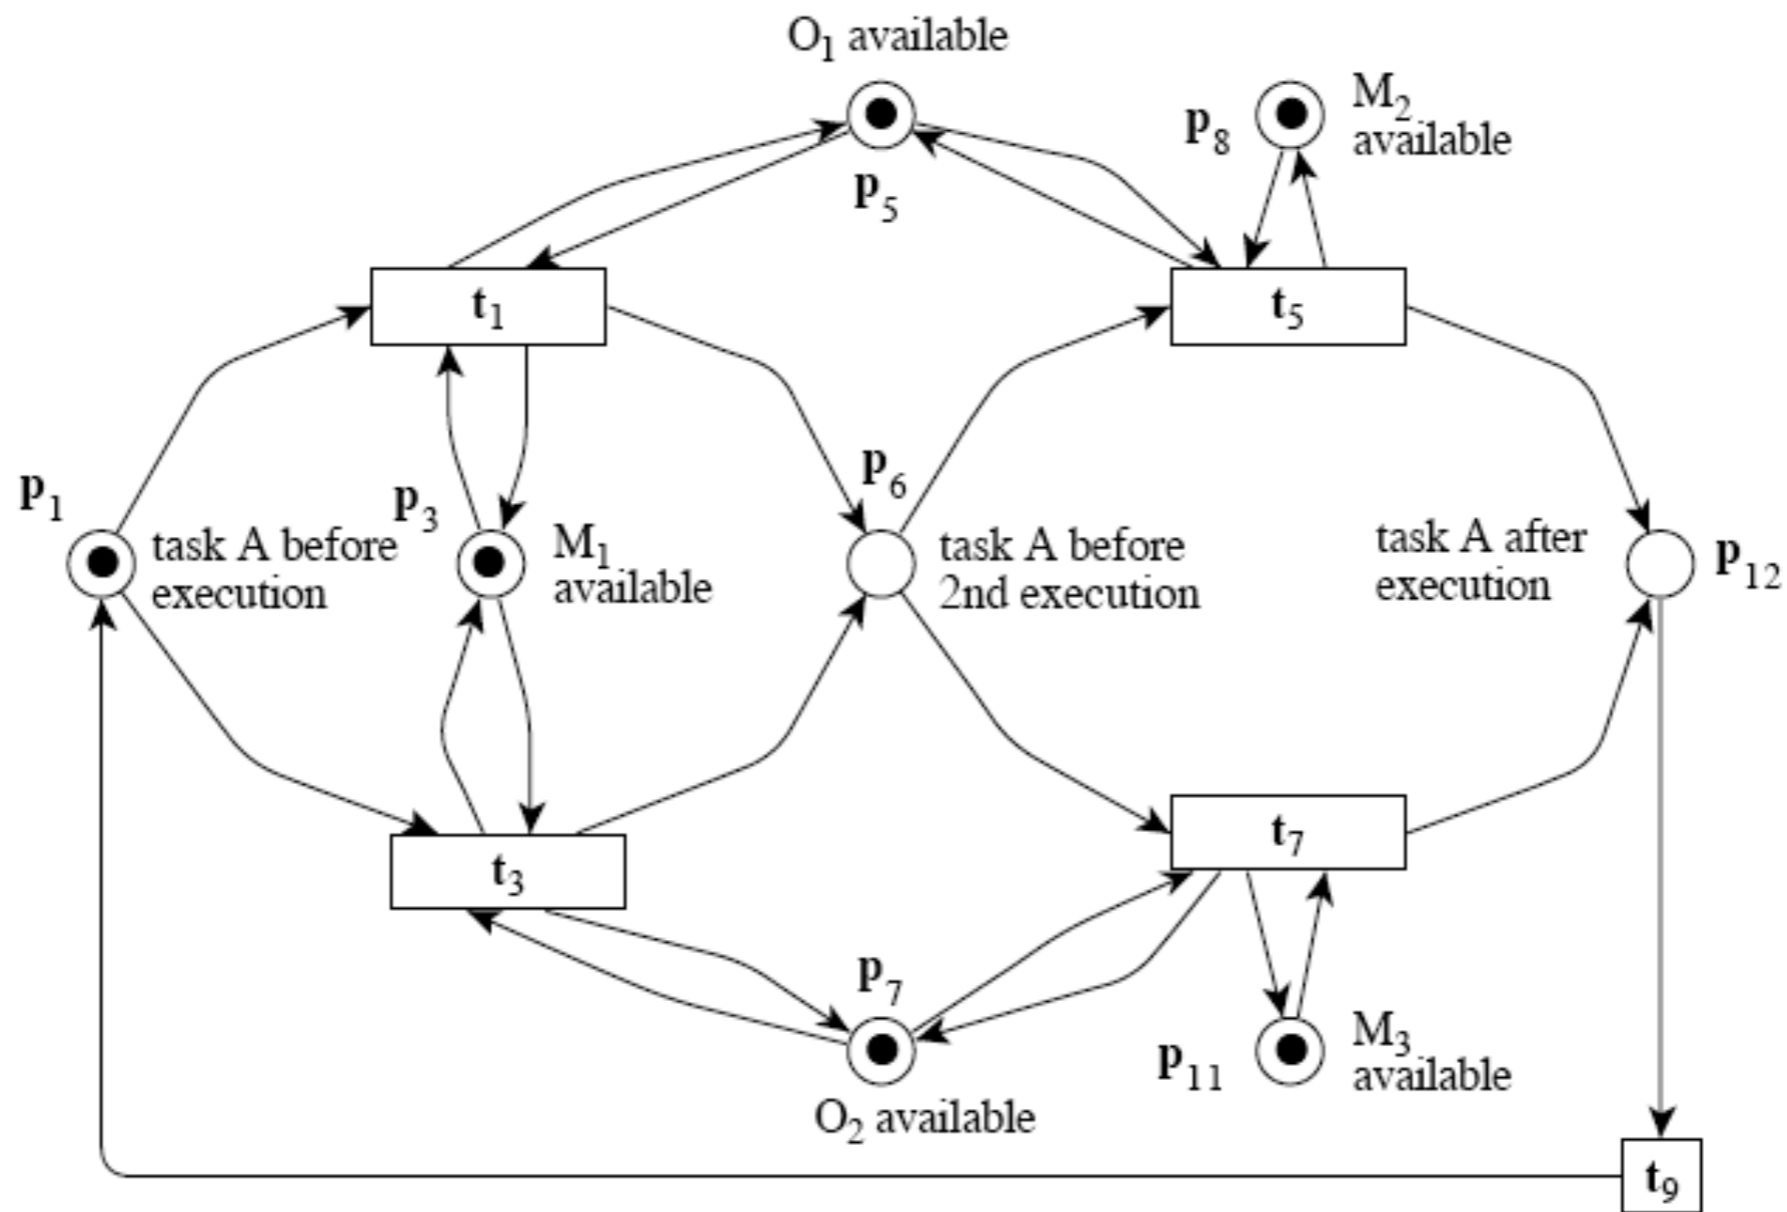 O1 available
p5
p8
M2
available
t1
t5
p1
task A before
execution
p3
M1
available
p6
task A before
2nd execution
task A after
execution
p12
t3
t7
p7
O2 available
p11
M3
available
t9